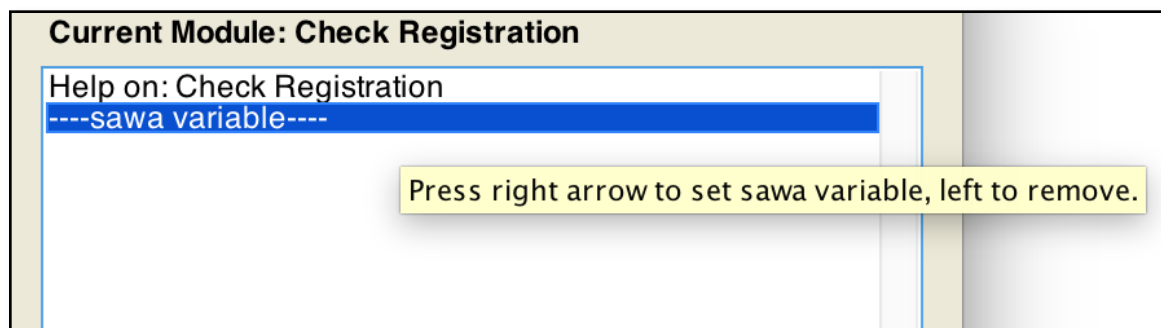 Current Module: Check Registration
Help on: Check Registration
----sawa variable----
Press right arrow to set sawa variable, left to remove.